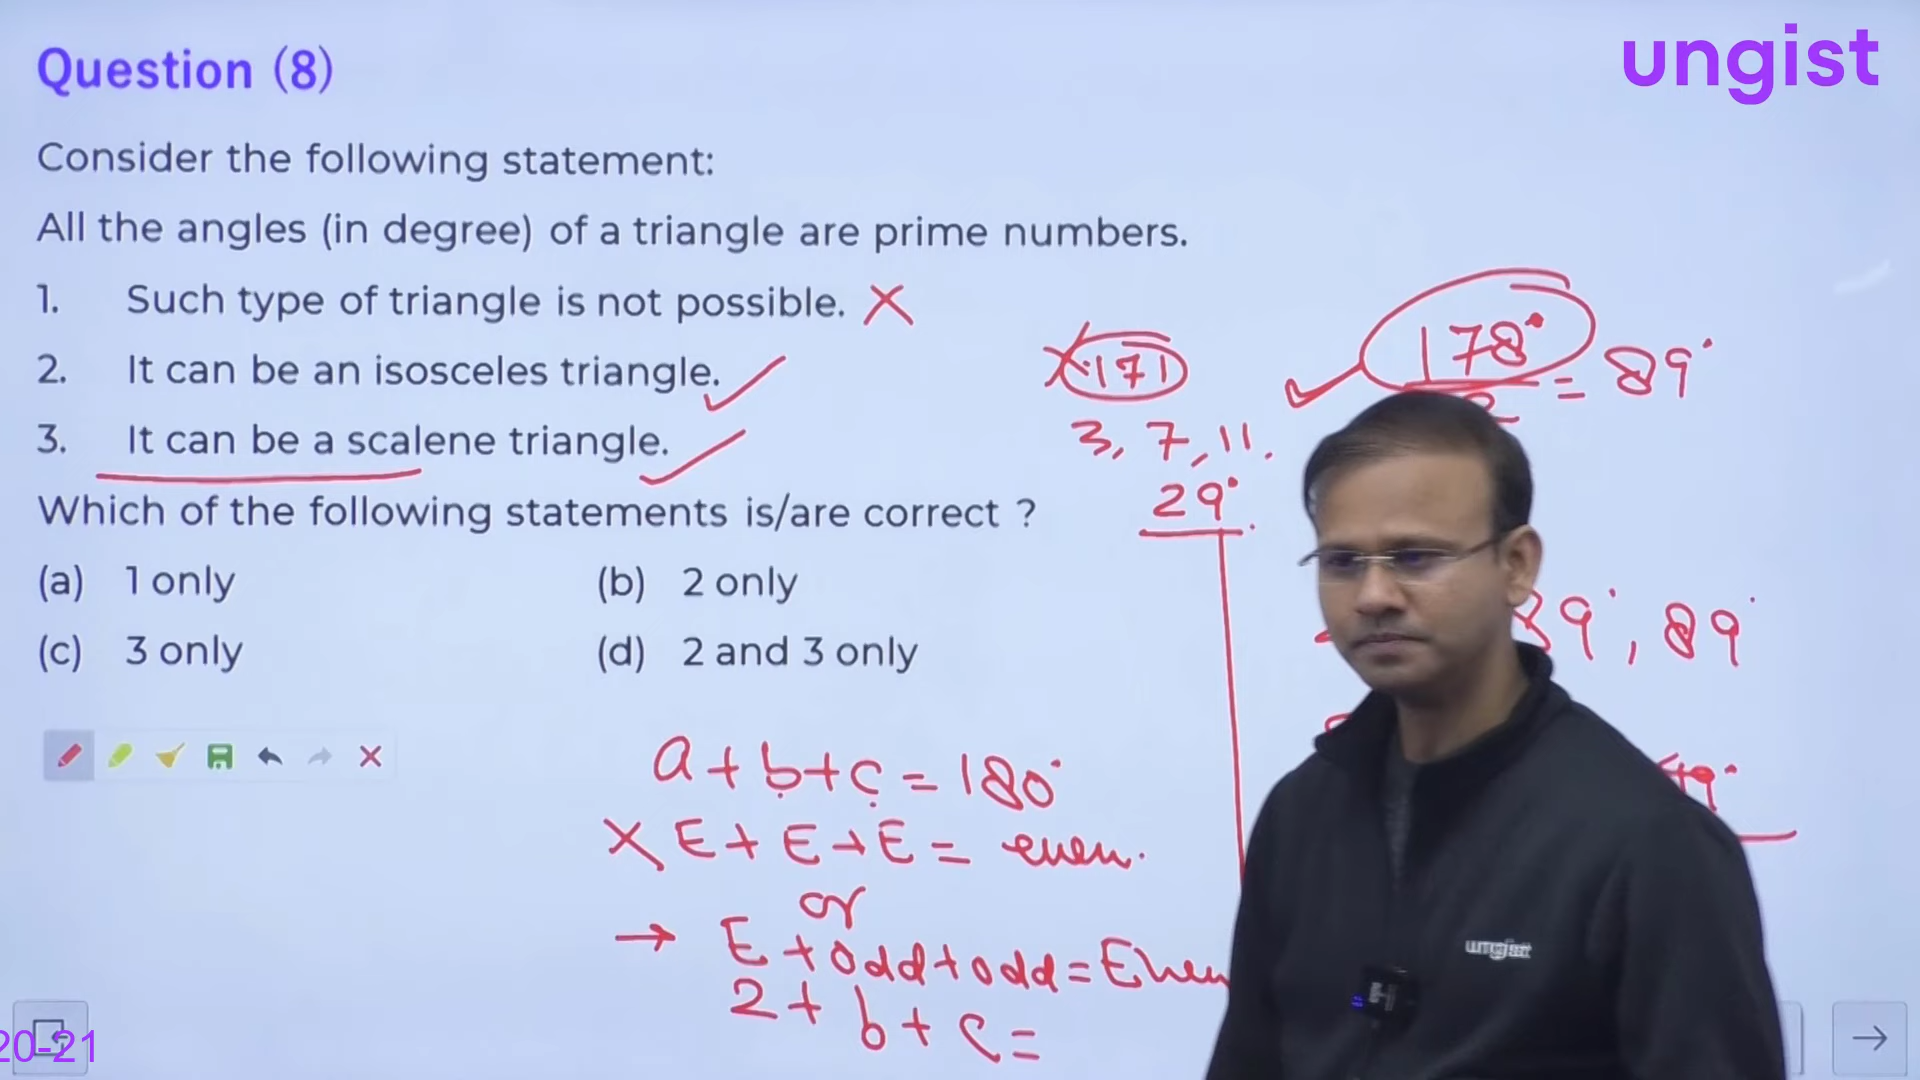 Question (8)
ungist
Consider the following statement:
All the angles (in degree) of a triangle are prime numbers.
1. Such type of triangle is not possible. X
2. It can be an isosceles triangle. ✓
3. It can be a scalene triangle. ✓
Which of the following statements is/are correct ?
(a) 1 only (b) 2 only
(c) 3 only (d) 2 and 3 only
171
3, 7, 11.
29°
178° = 89°
89°, 89°
a + b + c = 180°
X E + E + E = even.
or
→ E + odd + odd = Even
2 + b + c =
ungist
20-21